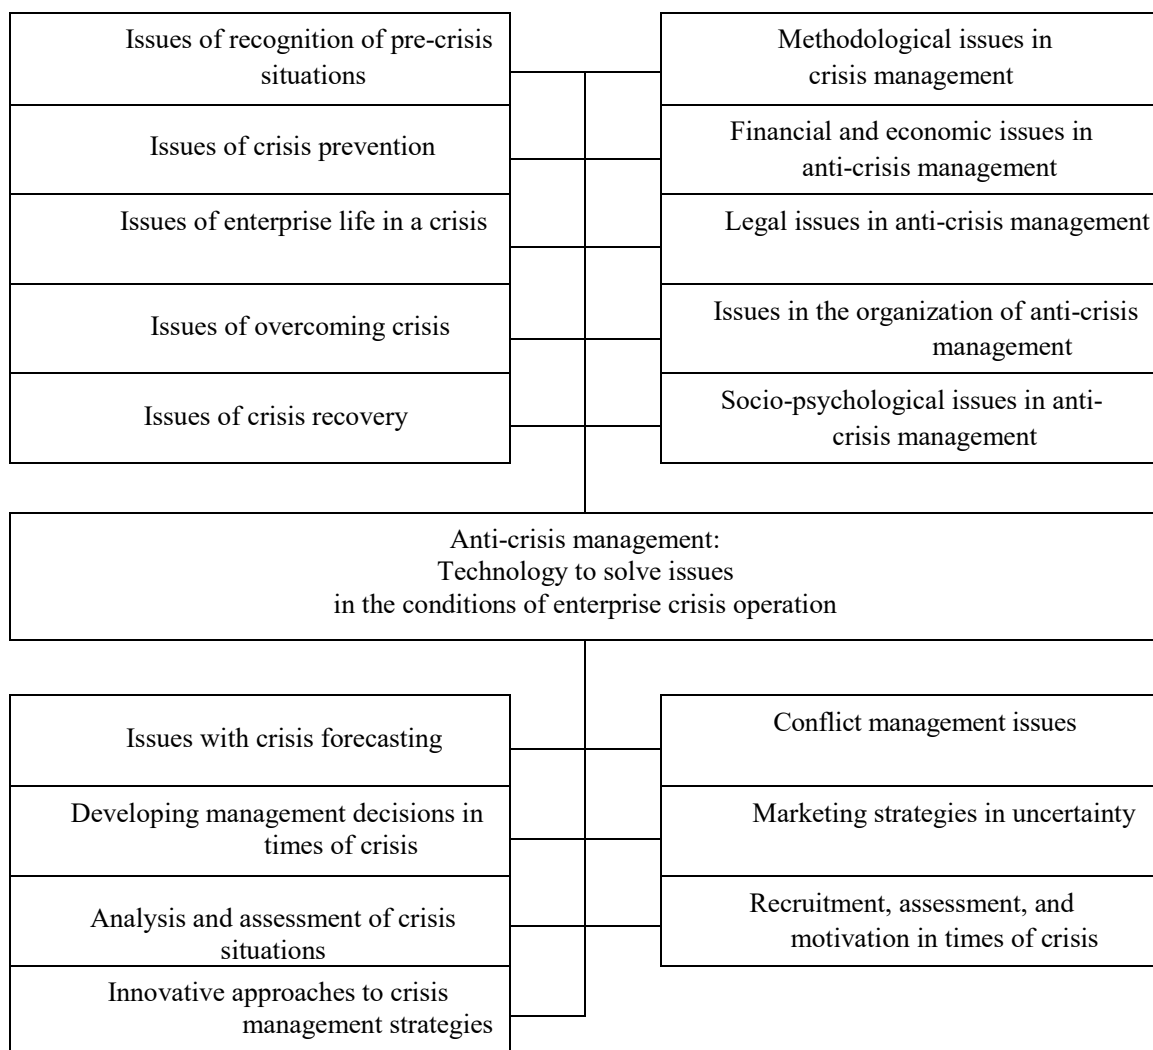 Issues of recognition of pre-crisis
situations
Methodological issues in
crisis management
Issues of crisis prevention
Financial and economic issues in
anti-crisis management
Issues of enterprise life in a crisis
Legal issues in anti-crisis management
Issues of overcoming crisis
Issues in the organization of anti-crisis
management
Issues of crisis recovery
Socio-psychological issues in anti-
crisis management
Anti-crisis management:
Technology to solve issues
in the conditions of enterprise crisis operation
Issues with crisis forecasting
Conflict management issues
Developing management decisions in
times of crisis
Marketing strategies in uncertainty
Analysis and assessment of crisis
situations
Recruitment, assessment, and
motivation in times of crisis
Innovative approaches to crisis
management strategies